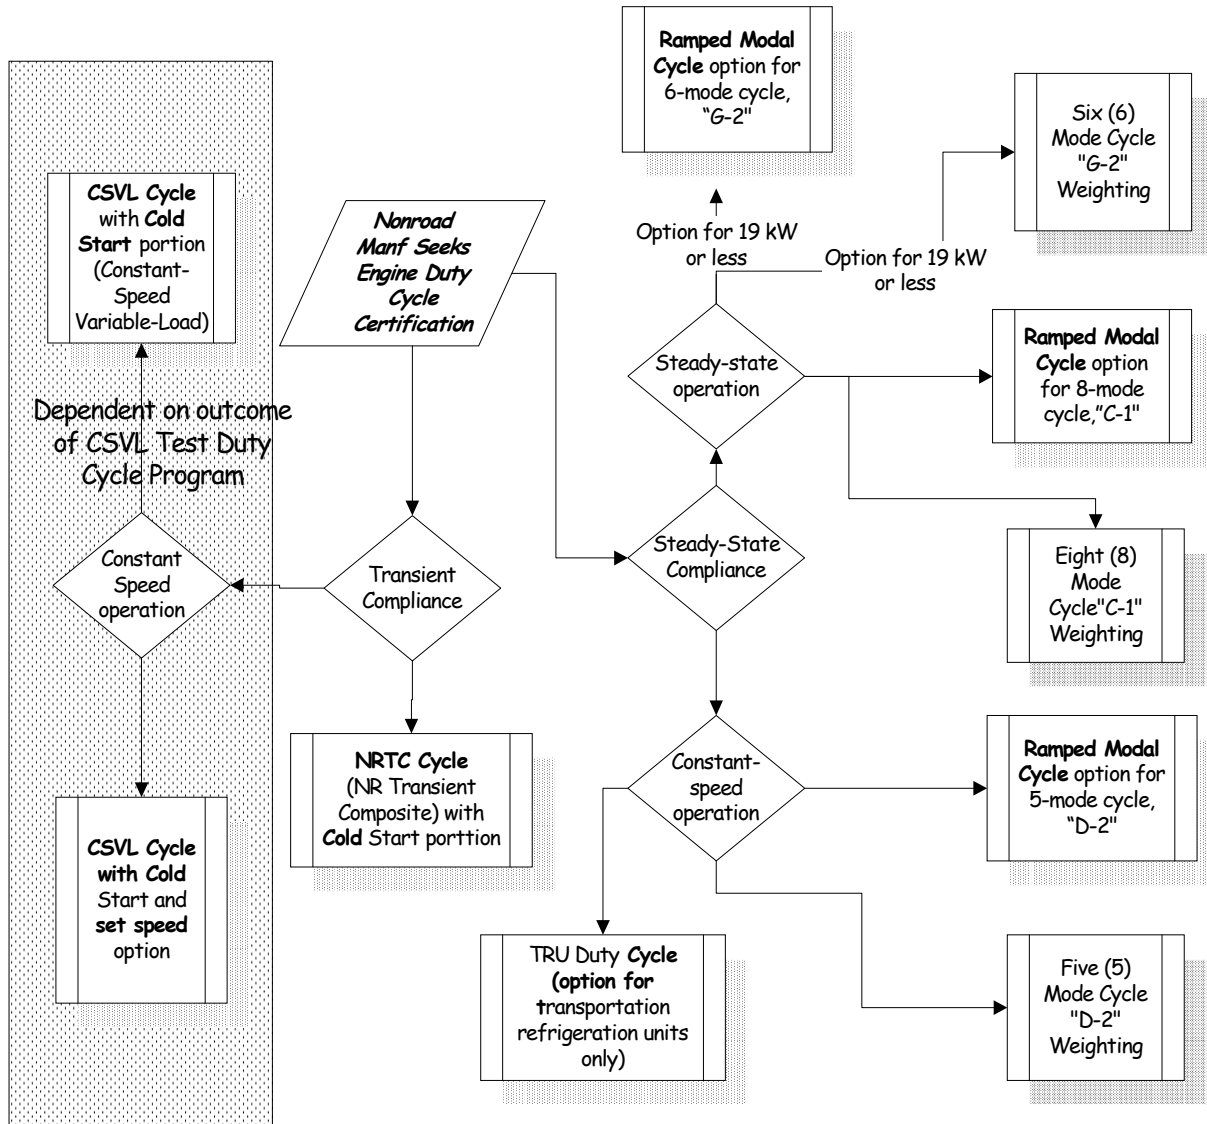 Ramped Modal
Cycle option for
6-mode cycle,
“G-2"
Six (6)
Mode Cycle
"G-2"
Weighting
CSVL Cycle
with Cold
Start portion
(Constant-
Speed
Variable-Load)
Nonroad
Manf Seeks
Engine Duty
Cycle
Certification
Option for 19 kW
or less
Option for 19 kW
or less
Steady-state
operation
Ramped Modal
Cycle option
for 8-mode
cycle,”C-1"
Dependent on outcome
of CSVL Test Duty
Cycle Program
Constant
Speed
operation
Transient
Compliance
Steady-State
Compliance
Eight (8)
Mode
Cycle"C-1"
Weighting
NRTC Cycle
(NR Transient
Composite) with
Cold Start porttion
Constant-
speed
operation
Ramped Modal
Cycle option for
5-mode cycle,
“D-2"
CSVL Cycle
with Cold
Start and
set speed
option
TRU Duty Cycle
(option for
transportation
refrigeration units
only)
Five (5)
Mode Cycle
"D-2"
Weighting